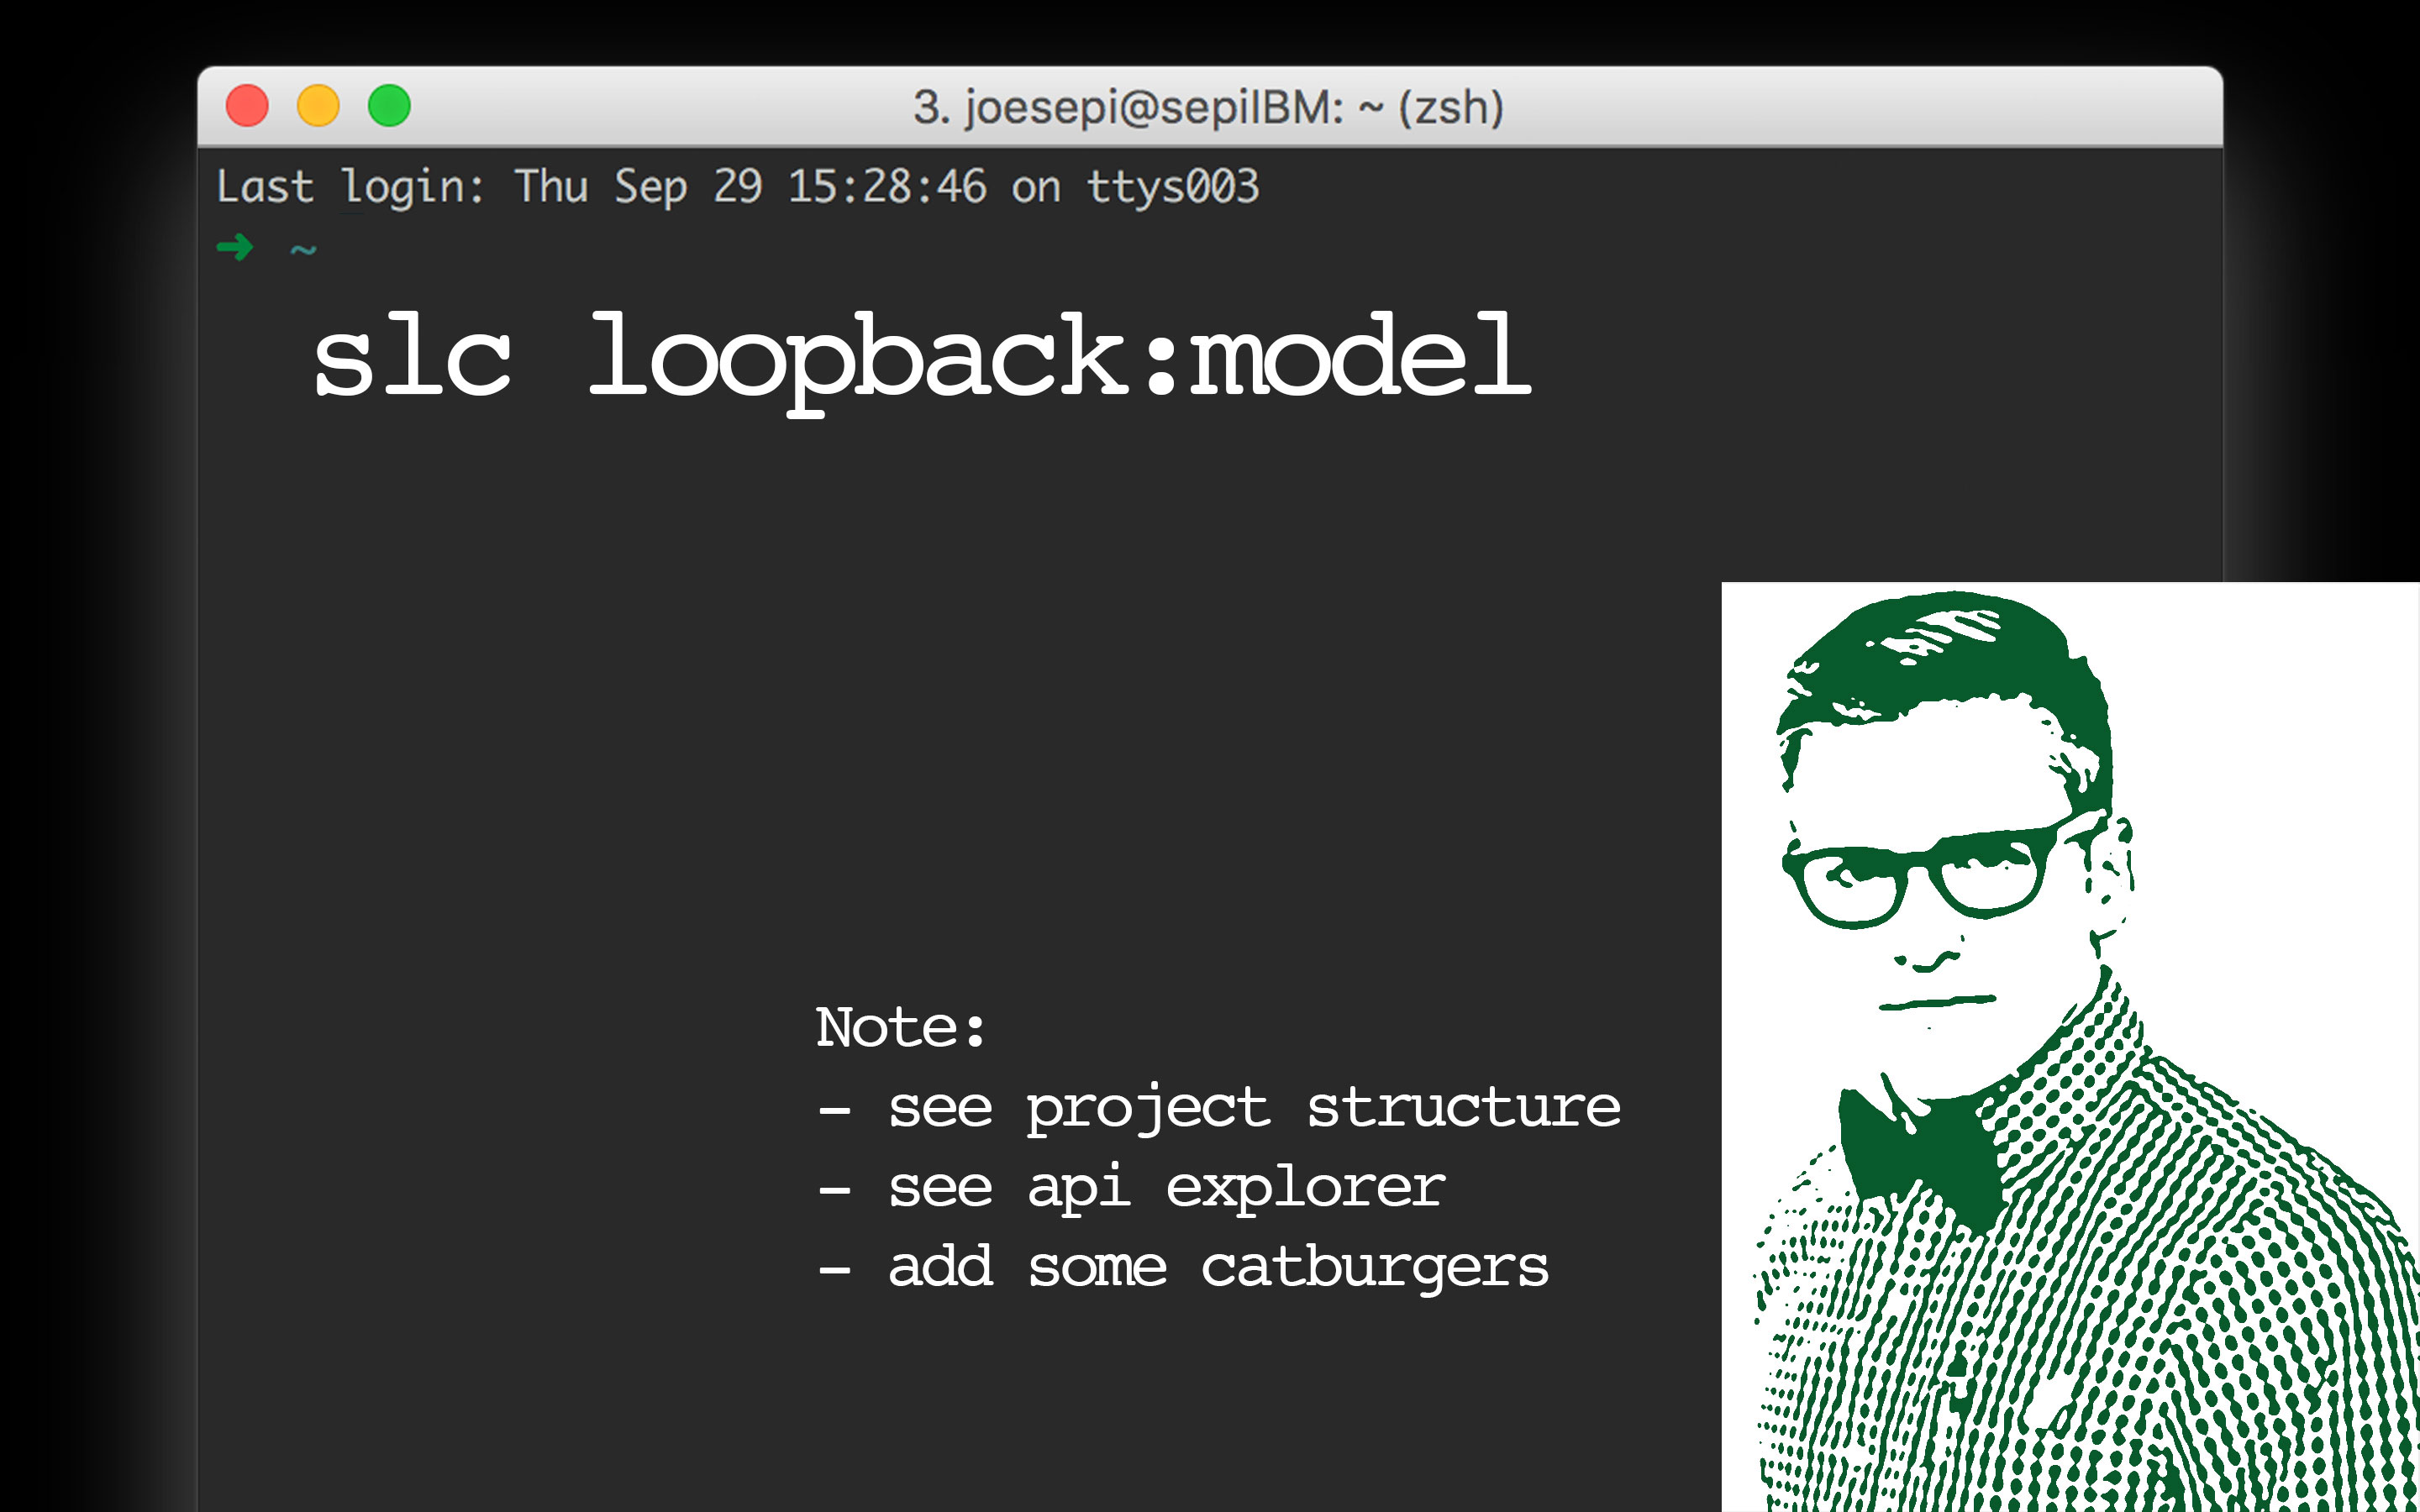 3. joesepi@sepiIBM: ~ (zsh)
Last login: Thu Sep 29 15:28:46 on ttys003
➜ ~
slc loopback:model
Note:
- see project structure
- see api explorer
- add some catburgers